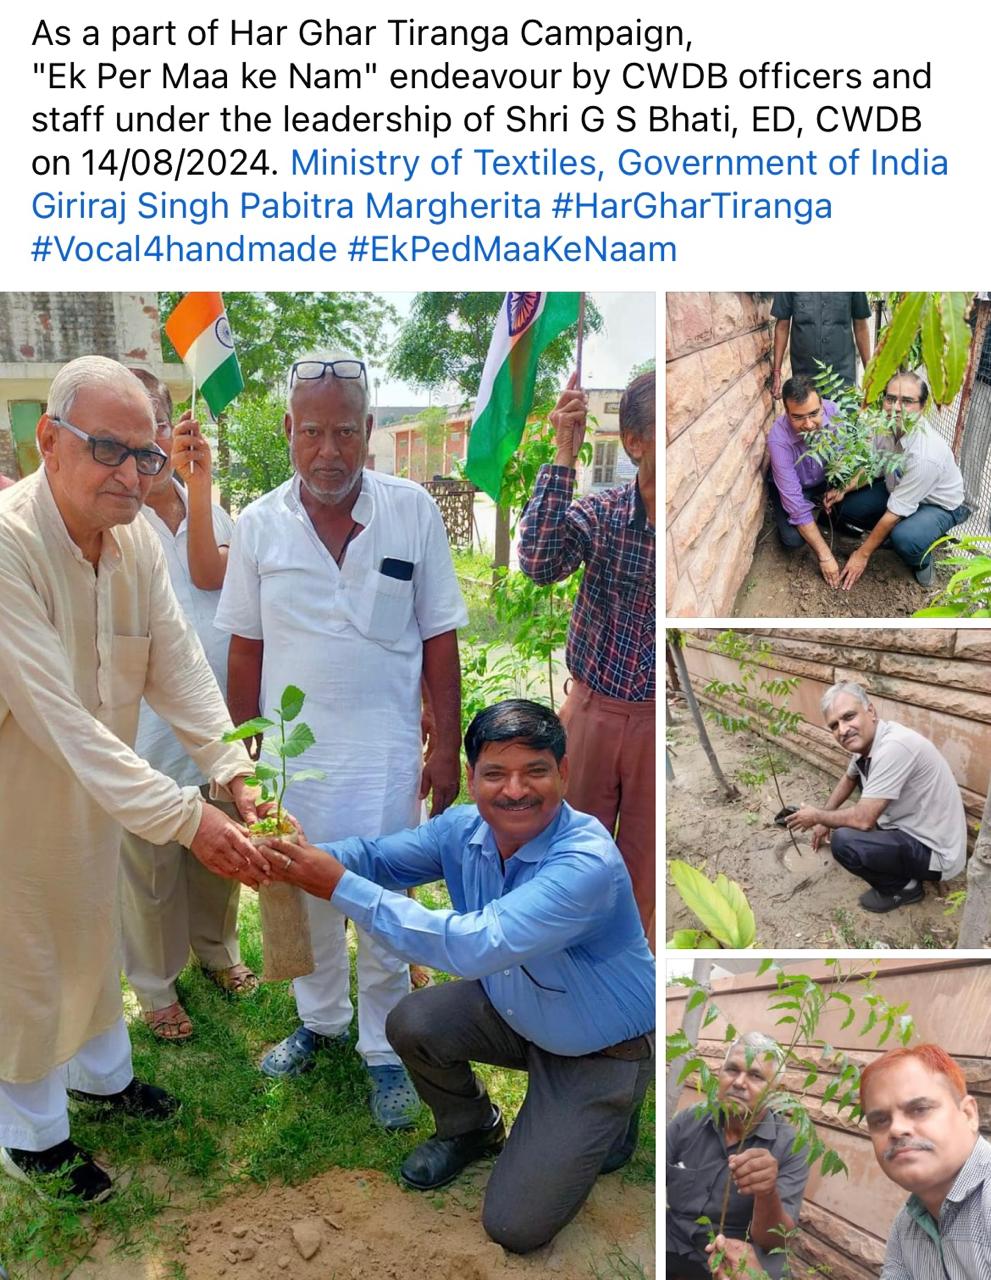 As a part of Har Ghar Tiranga Campaign,
"Ek Per Maa ke Nam" endeavour by CWDB officers and
staff under the leadership of Shri G S Bhati, ED, CWDB
on 14/08/2024. Ministry of Textiles, Government of India
Giriraj Singh Pabitra Margherita #HarGharTiranga
#Vocal4handmade #EkPedMaaKeNaam